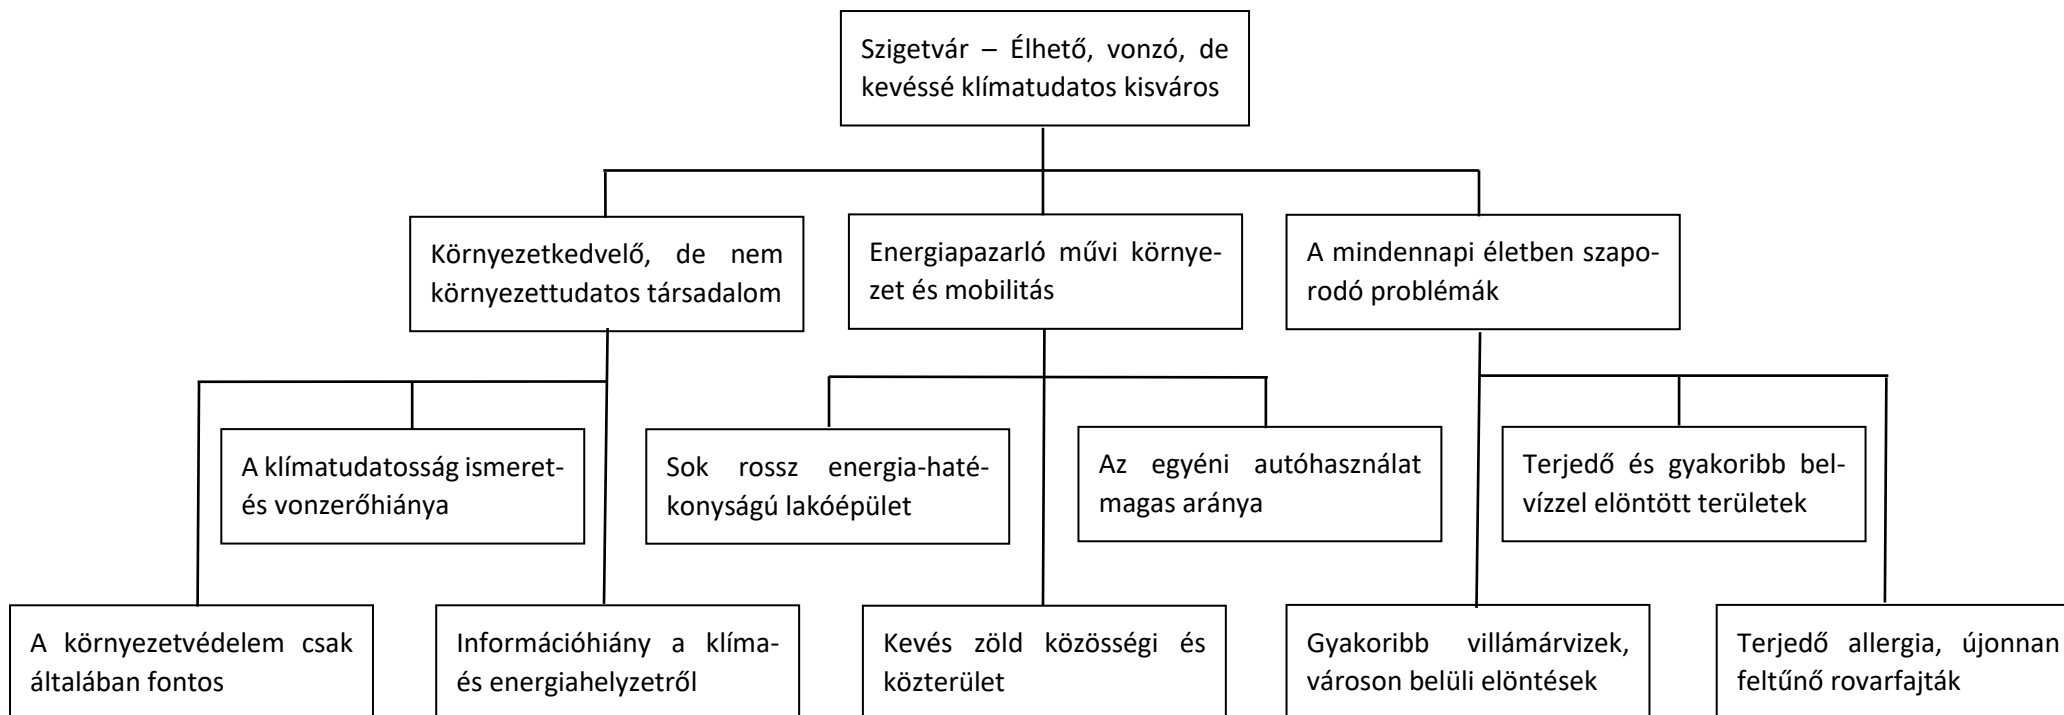 Szigetvár – Élhető, vonzó, de
kevéssé klímatudatos kisváros
Környezetkedvelő, de nem
környezettudatos társadalom
Energiapazarló művi környe-
zet és mobilitás
A mindennapi életben szapo-
rodó problémák
A klímatudatosság ismeret-
és vonzerőhiánya
Sok rossz energia-haté-
konyságú lakóépület
Az egyéni autóhasználat
magas aránya
Terjedő és gyakoribb bel-
vízzel elöntött területek
A környezetvédelem csak
általában fontos
Információhiány a klíma-
és energiahelyzetről
Kevés zöld közösségi és
közterület
Gyakoribb villámárvizek,
városon belüli elöntések
Terjedő allergia, újonnan
feltűnő rovarfajták